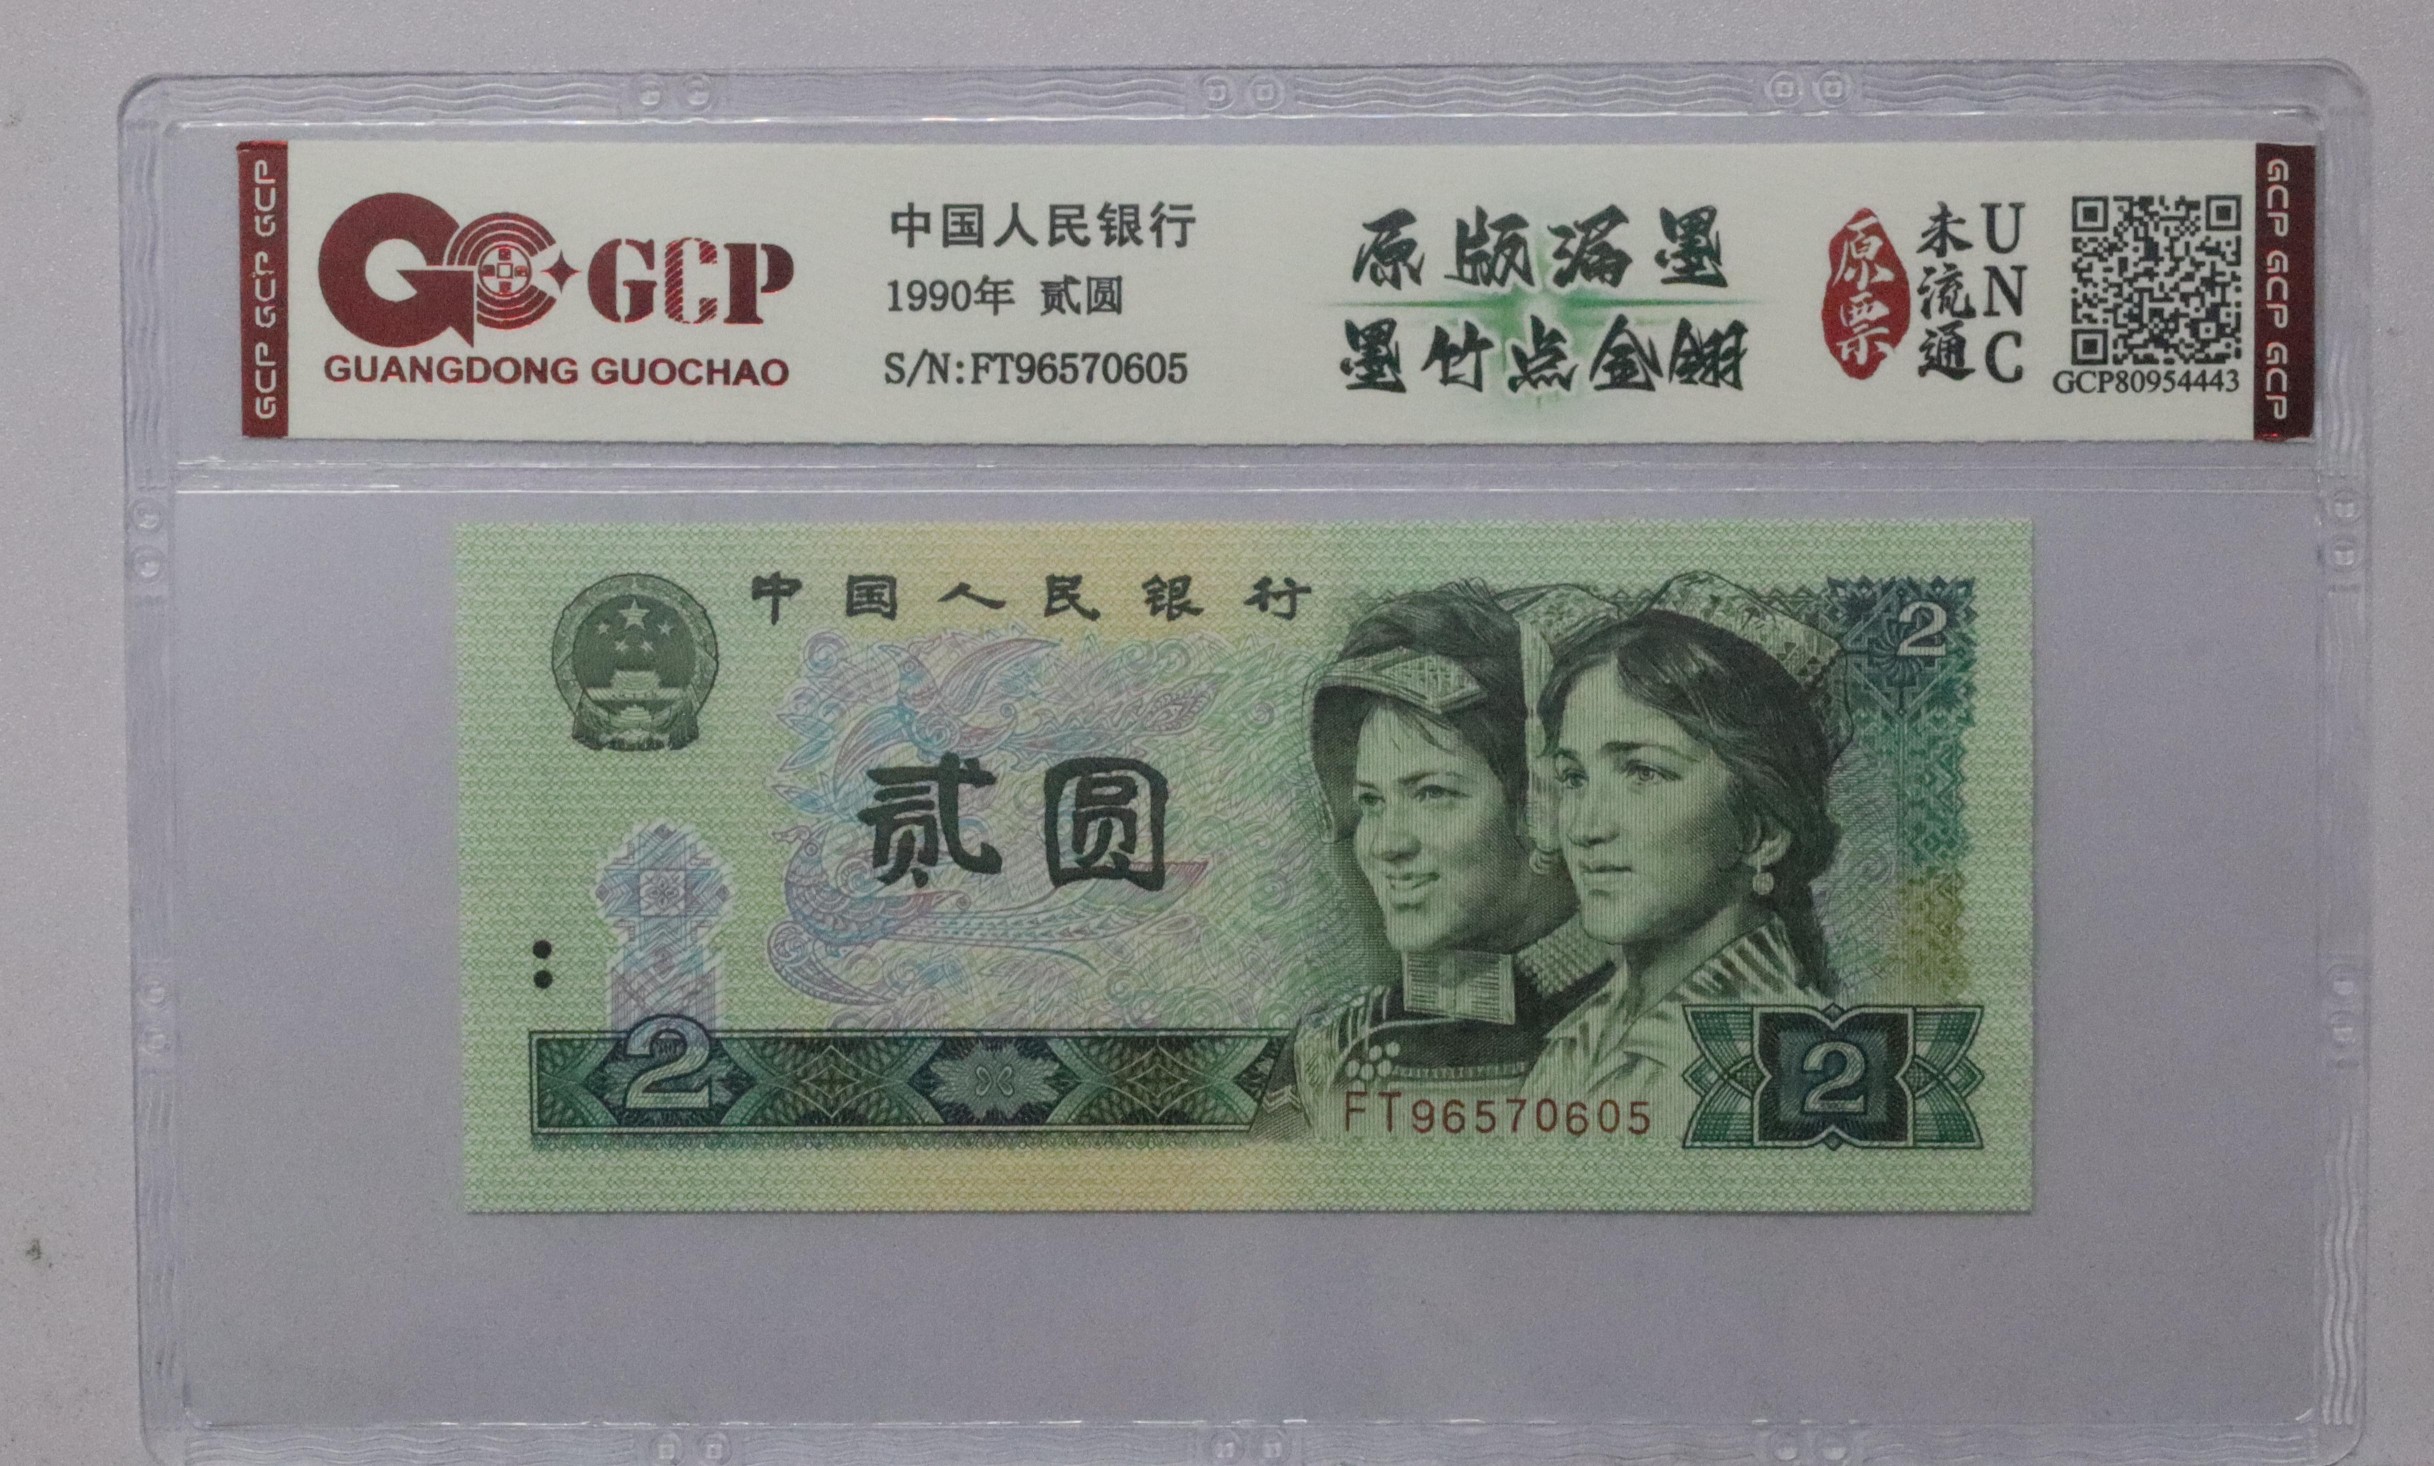 GCP GCP GCP
GCP
GUANGDONG GUOCHAO
中国人民银行
1990年 贰圆
S/N:FT96570605
原版漏墨
墨竹点金翎
原票
未流通
UNC
GCP80954443
GCP GCP GCP
中国人民银行
2
贰圆
2
FT96570605
2